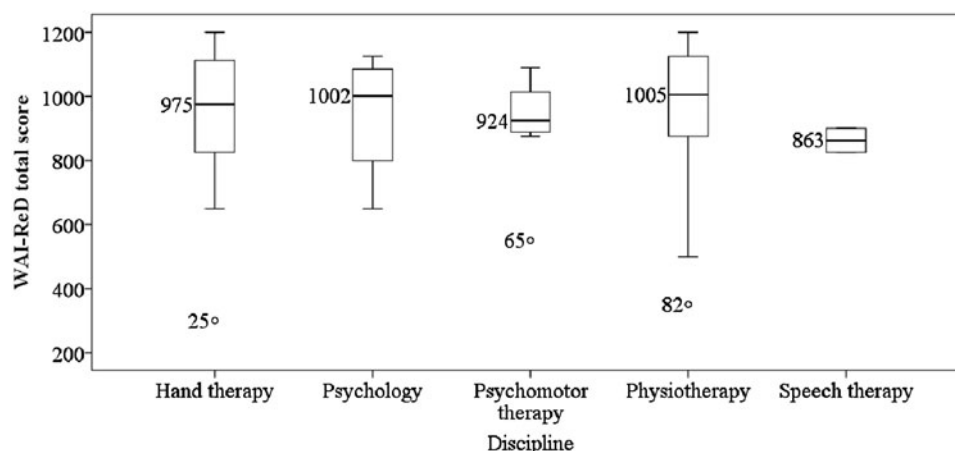 WAI-ReD total score
1200
1000
800
600
400
200
975
1002
924
1005
863
25
65
82
Hand therapy
Psychology
Psychomotor
therapy
Physiotherapy
Speech therapy
Discipline